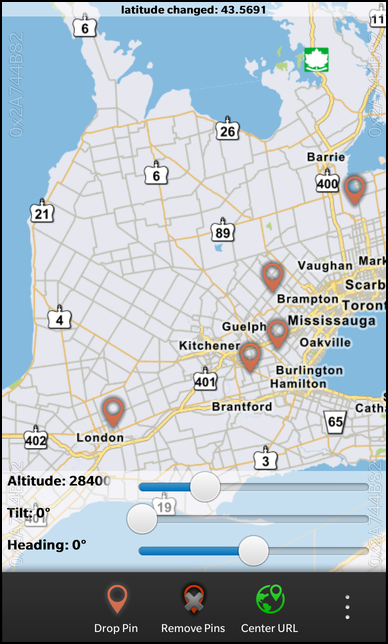 latitude changed: 43.5691
6
11
0x2A744B82
0x2A744B82
26
Barrie
6
400
21
89
Vaughan Mark
Scarb
Brampton Toront
4
Guelph Mississauga
Kitchener Oakville
401
Burlington
Hamilton
Brantford Cath
65
402
London
3
Altitude: 28400
19
Tilt: 0°
401
Heading: 0°
0x2A744B82
0x2A744B82
Drop Pin
Remove Pins
Center URL